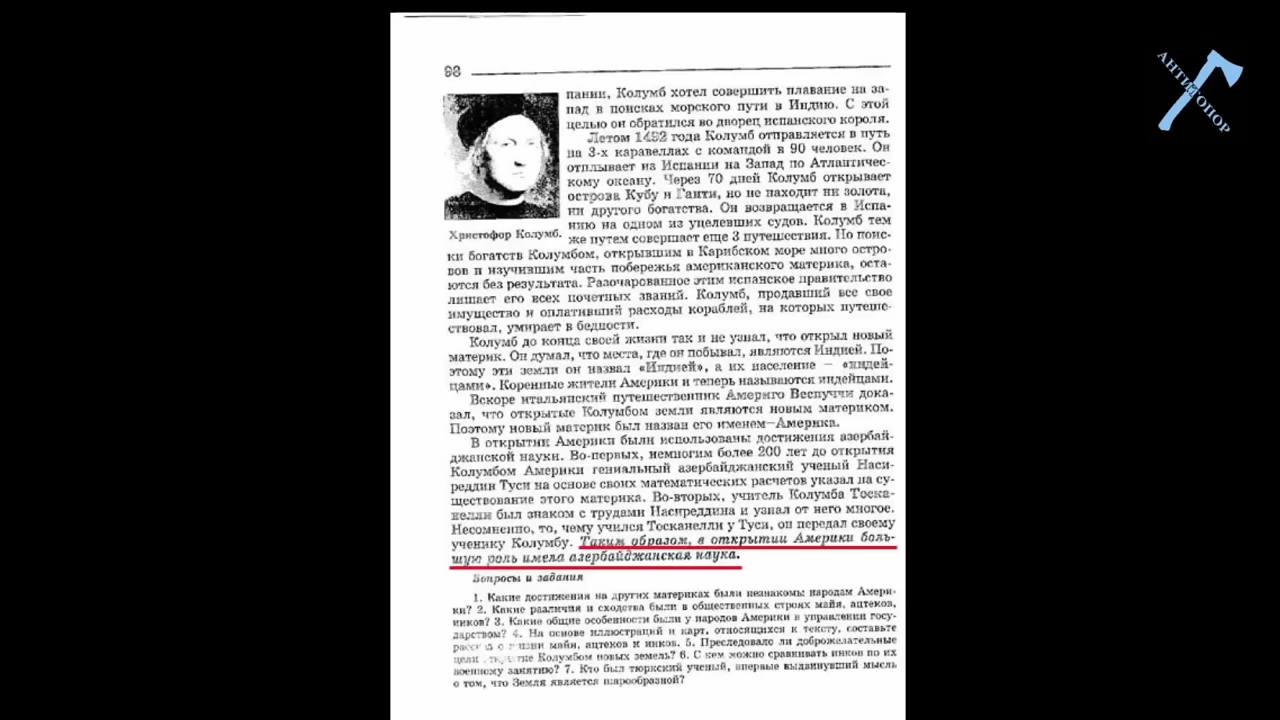 98
пании, Колумб хотел совершить плавание на за-
пад в поисках морского пути в Индию. С этой
целью он обратился во дворец испанского короля.
Летом 1492 года Колумб отправляется в путь
на 3-х каравеллах с командой в 90 человек. Он
отплывает из Испании на Запад по Атлантичес-
кому океану. Через 70 дней Колумб открывает
острова Кубу и Гаити, но не находит ни золота,
ни другого богатства. Он возвращается в Испа-
нию на одном из уцелевших судов. Колумб тем
же путем совершает еще 3 путешествия. Но поис-
Христофор Колумб.
ки богатств Колумбом, открывшим в Карибском море много остро-
вов и изучившим часть побережья американского материка, оста-
ются без результата. Разочарованное этим испанское правительство
лишает его всех почетных званий. Колумб, продавший все свое
имущество и оплативший расходы кораблей, на которых путеше-
ствовал, умирает в бедности.
Колумб до конца своей жизни так и не узнал, что открыл новый
материк. Он думал, что места, где он побывал, являются Индией. По-
этому эти земли он назвал «Индией», а их население – «индей-
цами». Коренные жители Америки и теперь называются индейцами.
Вскоре итальянский путешественник Америго Веспуччи дока-
зал, что открытые Колумбом земли являются новым материком.
Поэтому новый материк был назван его именем–Америка.
В открытии Америки были использованы достижения азербай-
джанской науки. Во-первых, немногим более 200 лет до открытия
Колумбом Америки гениальный азербайджанский ученый Наси-
реддин Туси на основе своих математических расчетов указал на су-
ществование этого материка. Во-вторых, учитель Колумба Тоска-
нелли был знаком с трудами Насиреддина и узнал от него многое.
Несомненно, то, чему учился Тосканелли у Туси, он передал своему
ученику Колумбу. Таким образом, в открытии Америки боль-
шую роль имела азербайджанская наука.
Вопросы и задания
1. Какие достижения на других материках были незнакомы народам Амери-
ки? 2. Какие различия и сходства были в общественных строях майя, ацтеков,
инков? 3. Какие общие особенности были у народов Америки в управлении госу-
дарством? 4. На основе иллюстраций и карт, относящихся к тексту, составьте
майя, ацтеков и инков. 5. Преследовало ли доброжелательные
цели Колумбом новых земель? 6. С кем можно сравнивать инков по их
военному занятию? 7. Кто был тюркский ученый, впервые выдвинувший мысль
о том, что Земля является шарообразной?
АНТИТОПОР